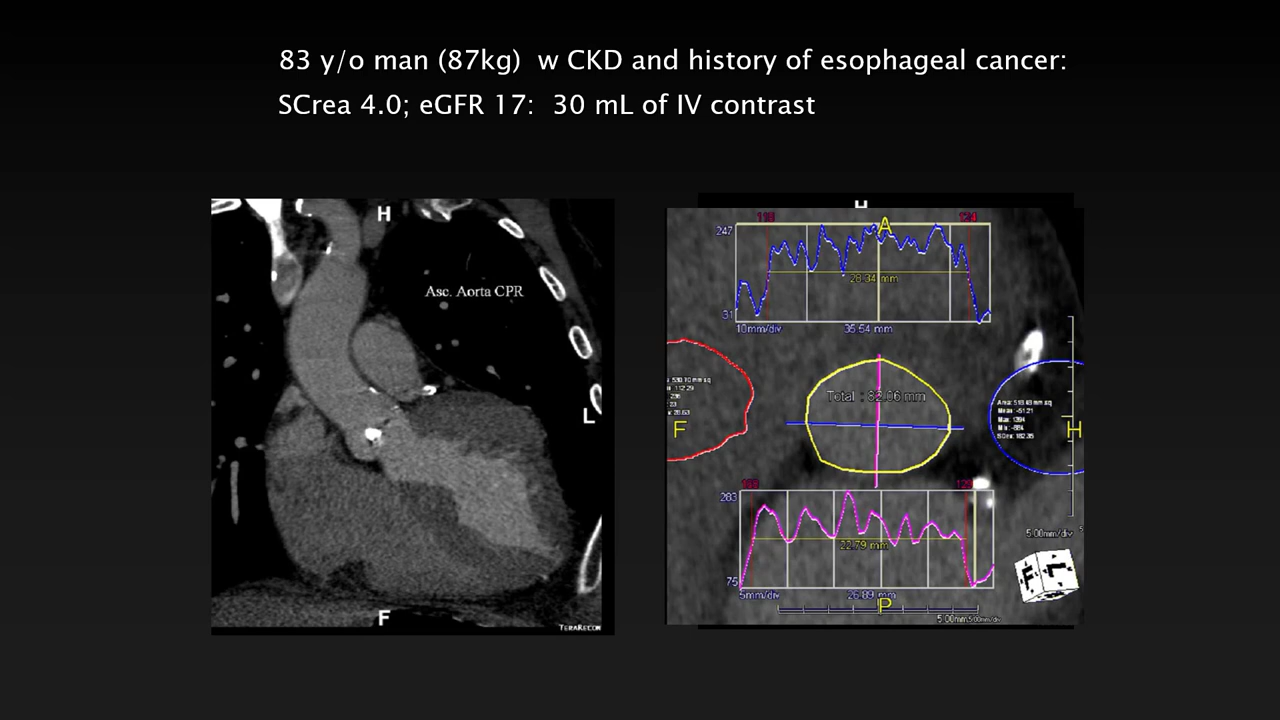 83 y/o man (87kg)  w CKD and history of esophageal cancer:
SCrea 4.0; eGFR 17:  30 mL of IV contrast
H
Asc. Aorta CPR
L
F
TERARECON
H
A
247
28.34 mm
31
10mm/div
35.54 mm
Total : 82.06 mm
F
H
283
22.79 mm
75
5mm/div
26.89 mm
P
5.00mm/div
F L